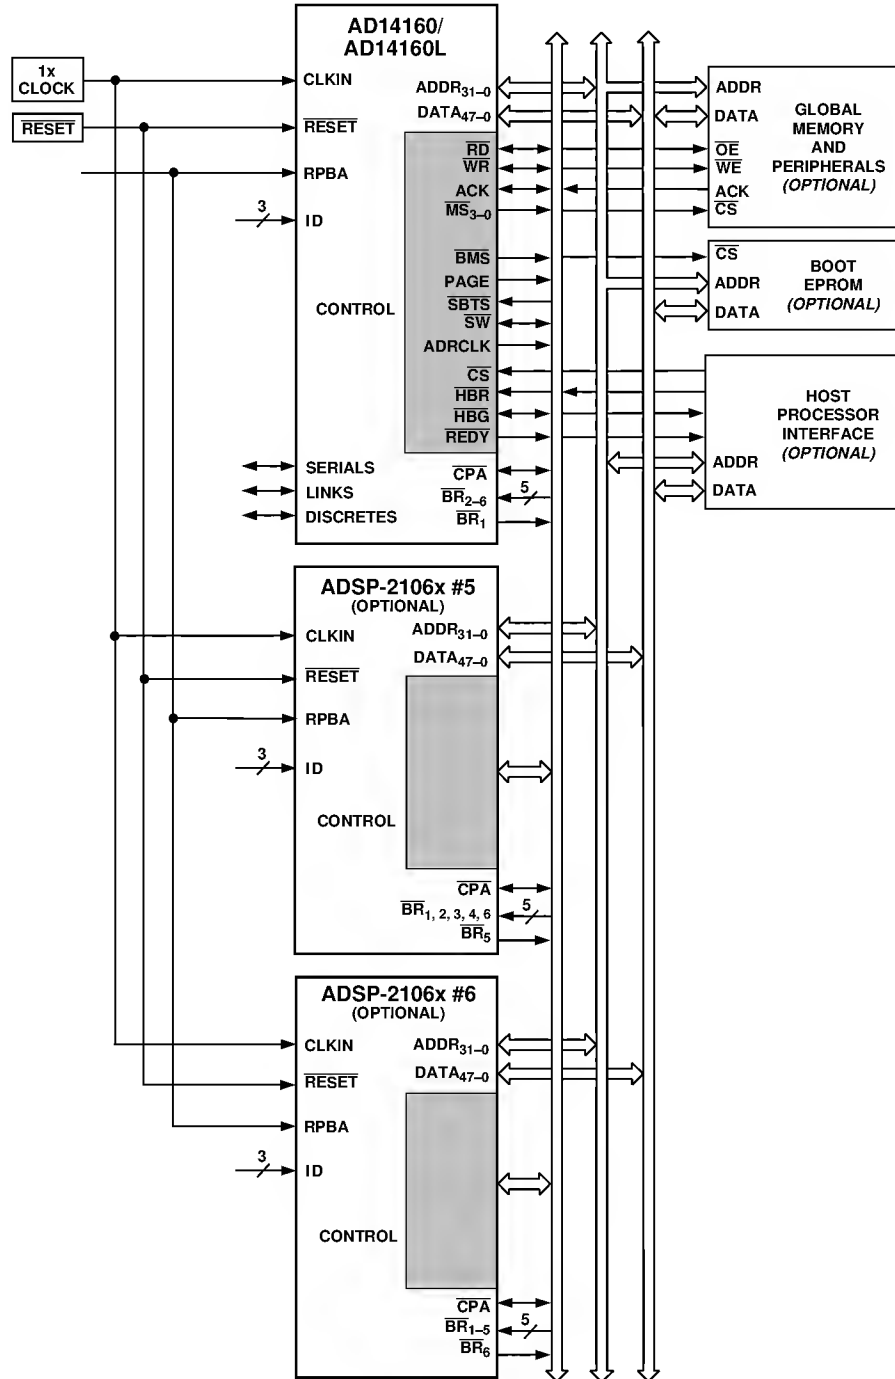 AD14160/
AD14160L
1x
CLOCK
RESET
CLKIN
RESET
RPBA
3
ID
CONTROL
SERIALS
LINKS
DISCRETES
ADDR31–0
DATA47–0
RD
WR
ACK
MS3–0
BMS
PAGE
SBTS
SW
ADRCLK
CS
HBR
HBG
REDY
CPA
BR2–6
5
BR1
ADDR
DATA
OE
WE
ACK
CS
GLOBAL
MEMORY
AND
PERIPHERALS
(OPTIONAL)
CS
ADDR
DATA
BOOT
EPROM
(OPTIONAL)
HOST
PROCESSOR
INTERFACE
(OPTIONAL)
ADDR
DATA
ADSP-2106x #5
(OPTIONAL)
CLKIN
RESET
RPBA
3
ID
CONTROL
ADDR31–0
DATA47–0
CPA
BR1, 2, 3, 4, 6
5
BR5
ADSP-2106x #6
(OPTIONAL)
CLKIN
RESET
RPBA
3
ID
CONTROL
ADDR31–0
DATA47–0
CPA
BR1–5
5
BR6